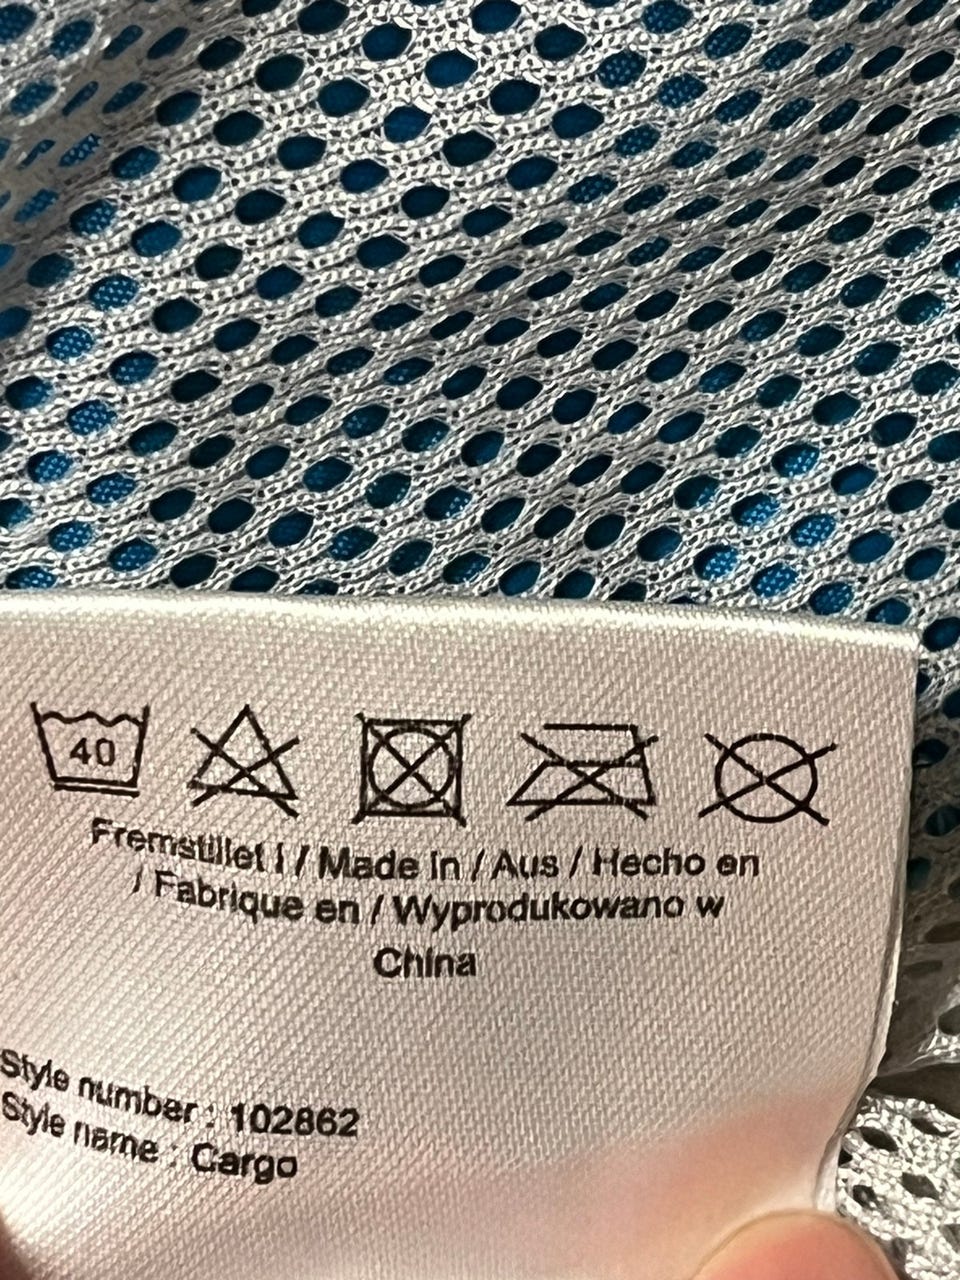 40
Fremstillet i / Made in / Aus / Hecho en
/ Fabrique en / Wyprodukowano w
China
Style number : 102862
Style name : Cargo